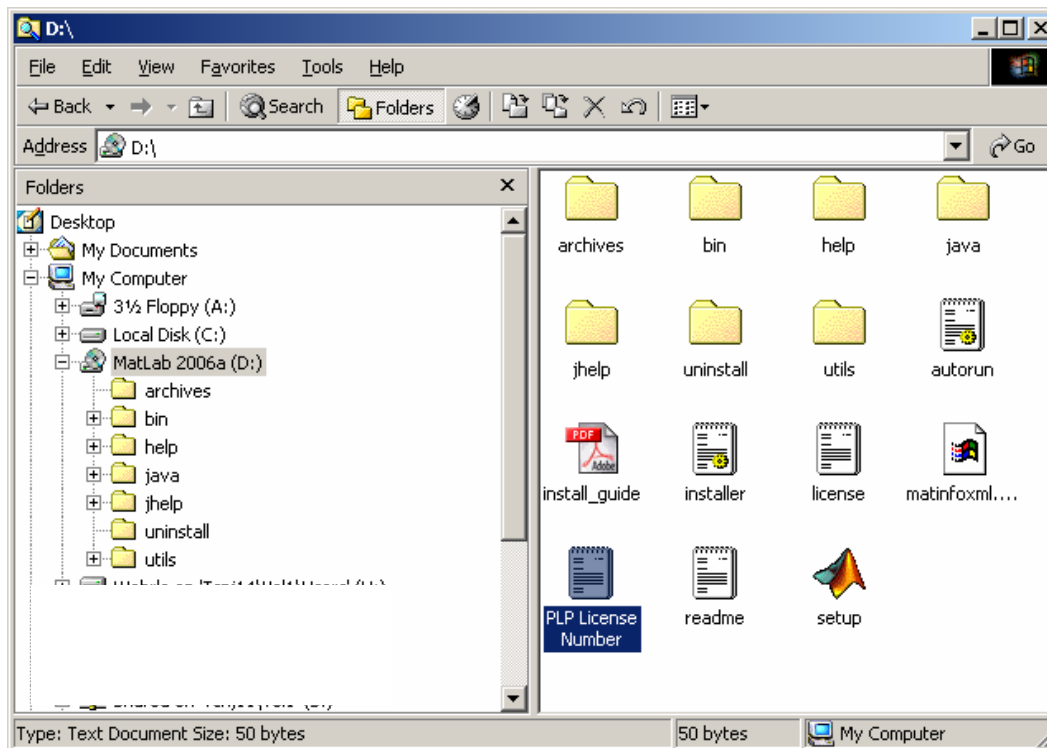 D:\
File Edit View Favorites Tools Help
Back Search Folders
Address D:\ Go
Folders
Desktop
My Documents
My Computer
3½ Floppy (A:)
Local Disk (C:)
MatLab 2006a (D:)
archives
bin
help
java
jhelp
uninstall
utils
archives bin help java
jhelp uninstall utils autorun
PDF
Adobe
install_guide installer license matinfoxml....
PLP License
Number
readme setup
Type: Text Document Size: 50 bytes 50 bytes My Computer